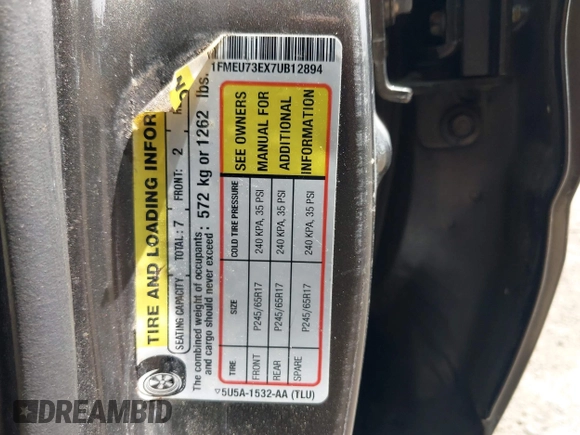 1FMEU73EX7UB12894
TIRE AND LOADING INFOR
ON
SEATING CAPACITY TOTAL: 7 FRONT: 2
The combined weight of occupants
and cargo should never exceed : 572 kg or 1262 lbs.
TIRE SIZE COLD TIRE PRESSURE SEE OWNERS
FRONT P245/65R17 240 KPA, 35 PSI MANUAL FOR
REAR P245/65R17 240 KPA, 35 PSI ADDITIONAL
SPARE P245/65R17 240 KPA, 35 PSI INFORMATION
5U5A-1532-AA (TLU)
DREAMBID